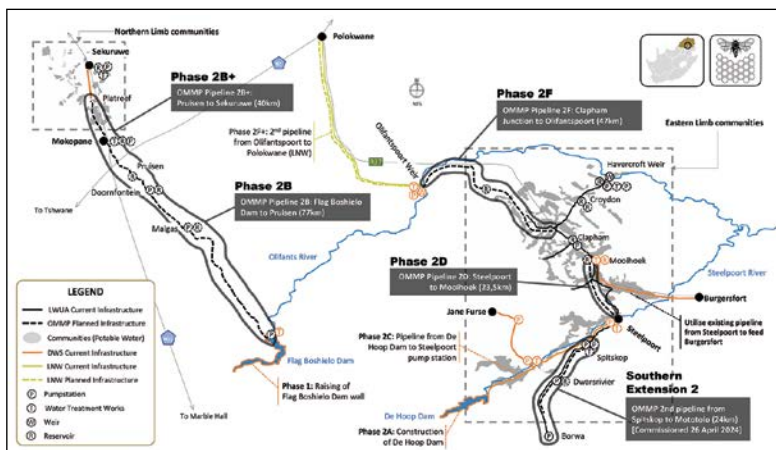 Northern Limb communities
Sekuruwe
Platreef
Phase 2B+
OMMP Pipeline 2B+:
Pruisen to Sekuruwe (40km)
Mokopane
Pruisen
Doornfontein
Malgas
To Tshwane
Phase 2B
OMMP Pipeline 2B: Flag Boshielo
Dam to Pruisen (77km)
Polokwane
Phase 2F+: 2nd pipeline
from Olifantspoort to
Polokwane (LNW)
Olifantspoort Weir
Phase 2F
OMMP Pipeline 2F: Clapham
Junction to Olifantspoort (47km)
Eastern Limb communities
Havercroft Weir
Croydon
Clapham
Mooihoek
Phase 2D
OMMP Pipeline 2D: Steelpoort
to Mooihoek (23,5km)
Olifants River
Steelpoort River
Burgersfort
Utilise existing pipeline
from Steelpoort to feed
Burgersfort
Jane Furse
Steelpoort
Phase 2C: Pipeline from De
Hoop Dam to Steelpoort
pump station
Spitskop
Dwarsrivier
Southern
Extension 2
OMMP 2nd pipeline from
Spitskop to Mototolo (24km)
[Commissioned 26 April 2024]
De Hoop Dam
Phase 2A: Construction
of De Hoop Dam
Borwa
Flag Boshielo Dam
Phase 1: Raising of
Flag Boshielo Dam wall
To Marble Hall
LEGEND
LWUA Current Infrastructure
OMMP Planned Infrastructure
Communities (Potable Water)
DWS Current Infrastructure
LNW Current Infrastructure
LNW Planned Infrastructure
P Pumpstation
T Water Treatment Works
W Weir
R Reservoir